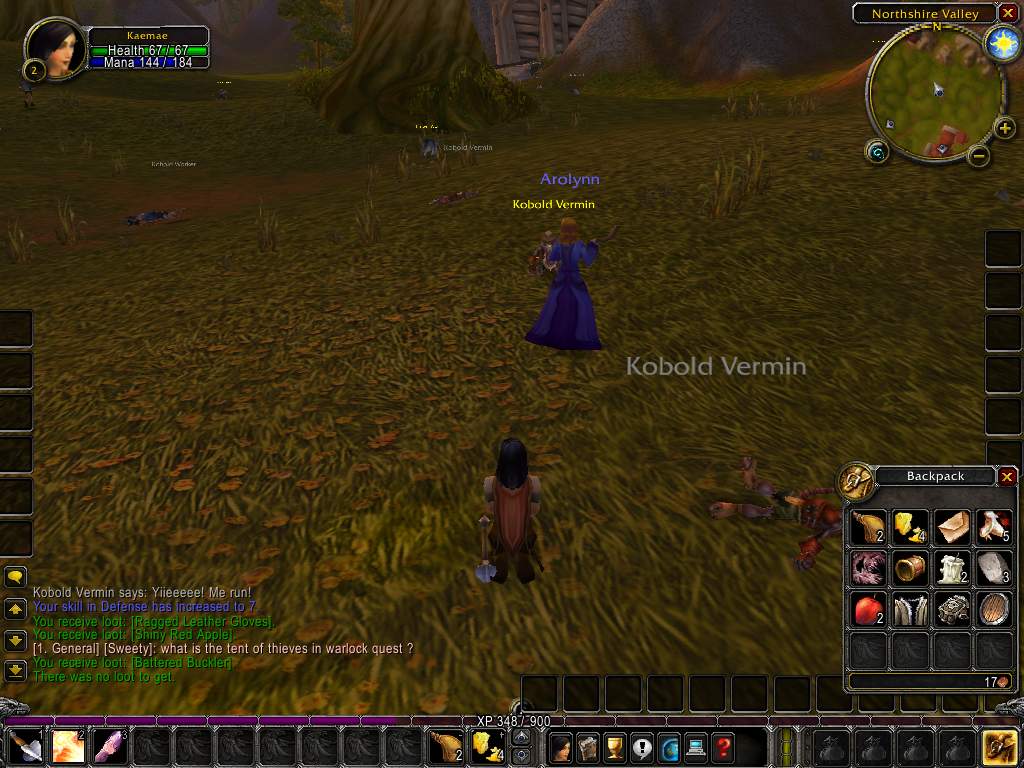 Kaemae
Health 67 / 67
Mana 144 / 184
2
Northshire Valley
N
Kobold Vermin
Kobold Worker
Arolynn
Kobold Vermin
Kobold Vermin
Backpack
2
4
5
2
3
2
17
Kobold Vermin says: Yiieeeee! Me run!
Your skill in Defense has increased to 7.
You receive loot: [Ragged Leather Gloves].
You receive loot: [Shiny Red Apple].
[1. General] [Sweety]: what is the tent of thieves in warlock quest ?
You receive loot: [Battered Buckler].
There was no loot to get.
XP 348 / 900
2
3
2
4